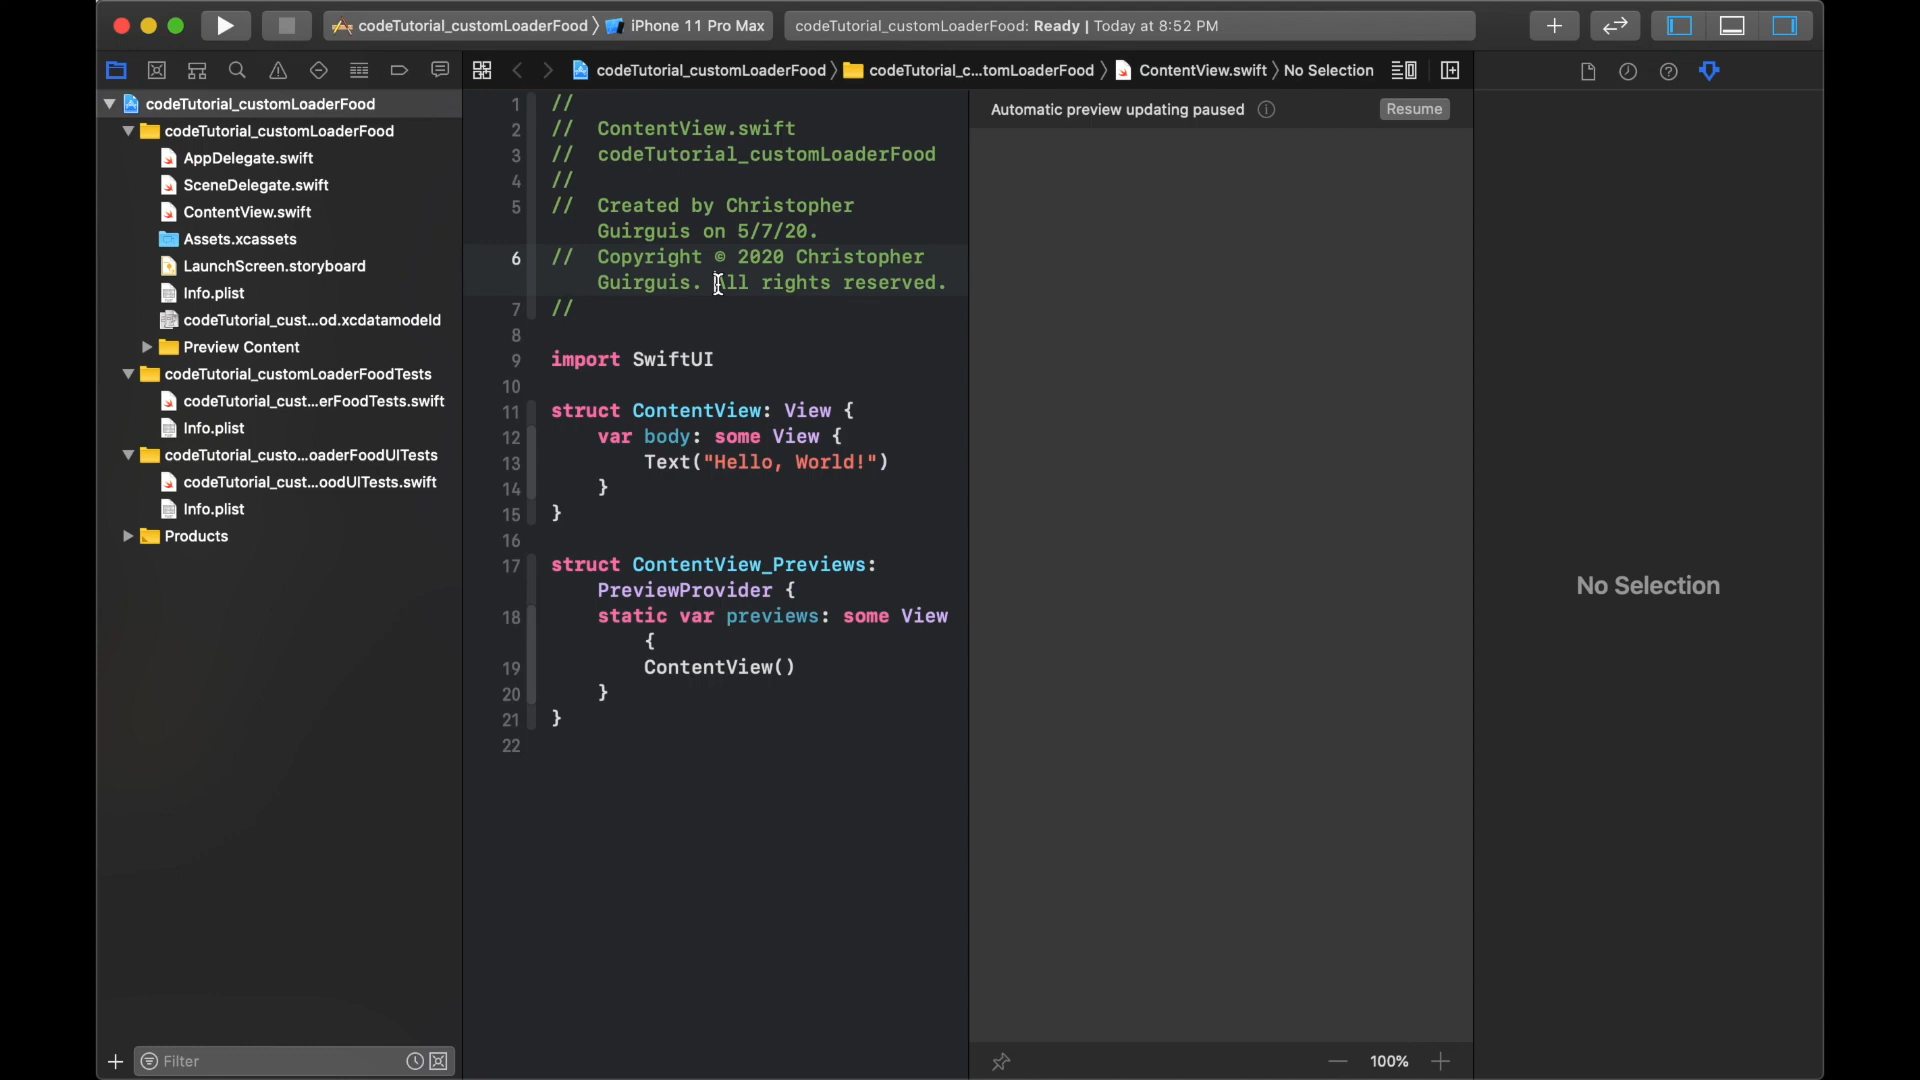 codeTutorial_customLoaderFood 〉 iPhone 11 Pro Max
codeTutorial_customLoaderFood: Ready | Today at 8:52 PM
codeTutorial_customLoaderFood 〉 codeTutorial_c...tomLoaderFood 〉 ContentView.swift 〉 No Selection
codeTutorial_customLoaderFood
codeTutorial_customLoaderFood
AppDelegate.swift
SceneDelegate.swift
ContentView.swift
Assets.xcassets
LaunchScreen.storyboard
Info.plist
codeTutorial_cust...od.xcdatamodeld
Preview Content
codeTutorial_customLoaderFoodTests
codeTutorial_cust...erFoodTests.swift
Info.plist
codeTutorial_custo...oaderFoodUITests
codeTutorial_cust...oodUITests.swift
Info.plist
Products
Filter
1 //
2 // ContentView.swift
3 // codeTutorial_customLoaderFood
4 //
5 // Created by Christopher
Guirguis on 5/7/20.
6 // Copyright © 2020 Christopher
Guirguis. All rights reserved.
7 //
8
9 import SwiftUI
10
11 struct ContentView: View {
12 var body: some View {
13 Text("Hello, World!")
14 }
15 }
16
17 struct ContentView_Previews:
PreviewProvider {
18 static var previews: some View
{
19 ContentView()
20 }
21 }
22
Automatic preview updating paused
Resume
100%
No Selection